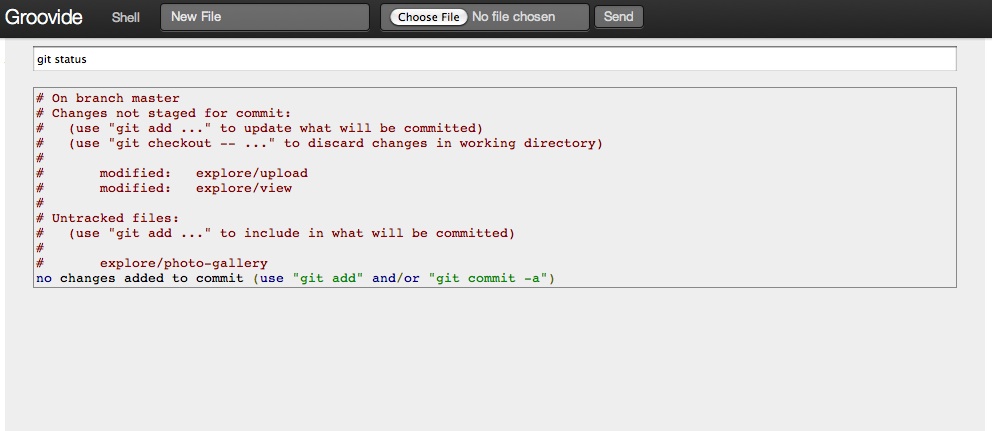 Groovide Shell New File Choose File No file chosen Send
git status
# On branch master
# Changes not staged for commit:
#   (use "git add ..." to update what will be committed)
#   (use "git checkout -- ..." to discard changes in working directory)
#
#       modified:   explore/upload
#       modified:   explore/view
#
# Untracked files:
#   (use "git add ..." to include in what will be committed)
#
#       explore/photo-gallery
no changes added to commit (use "git add" and/or "git commit -a")